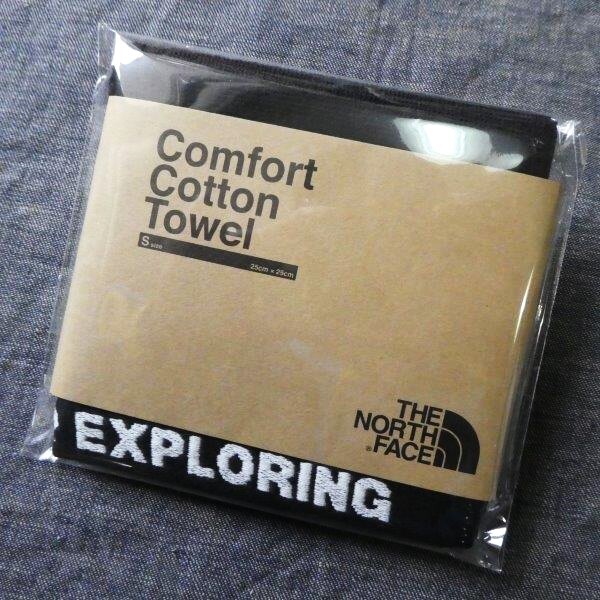 Comfort
Cotton
Towel
S size
25cm × 25cm
THE
NORTH
FACE®
EXPLORING